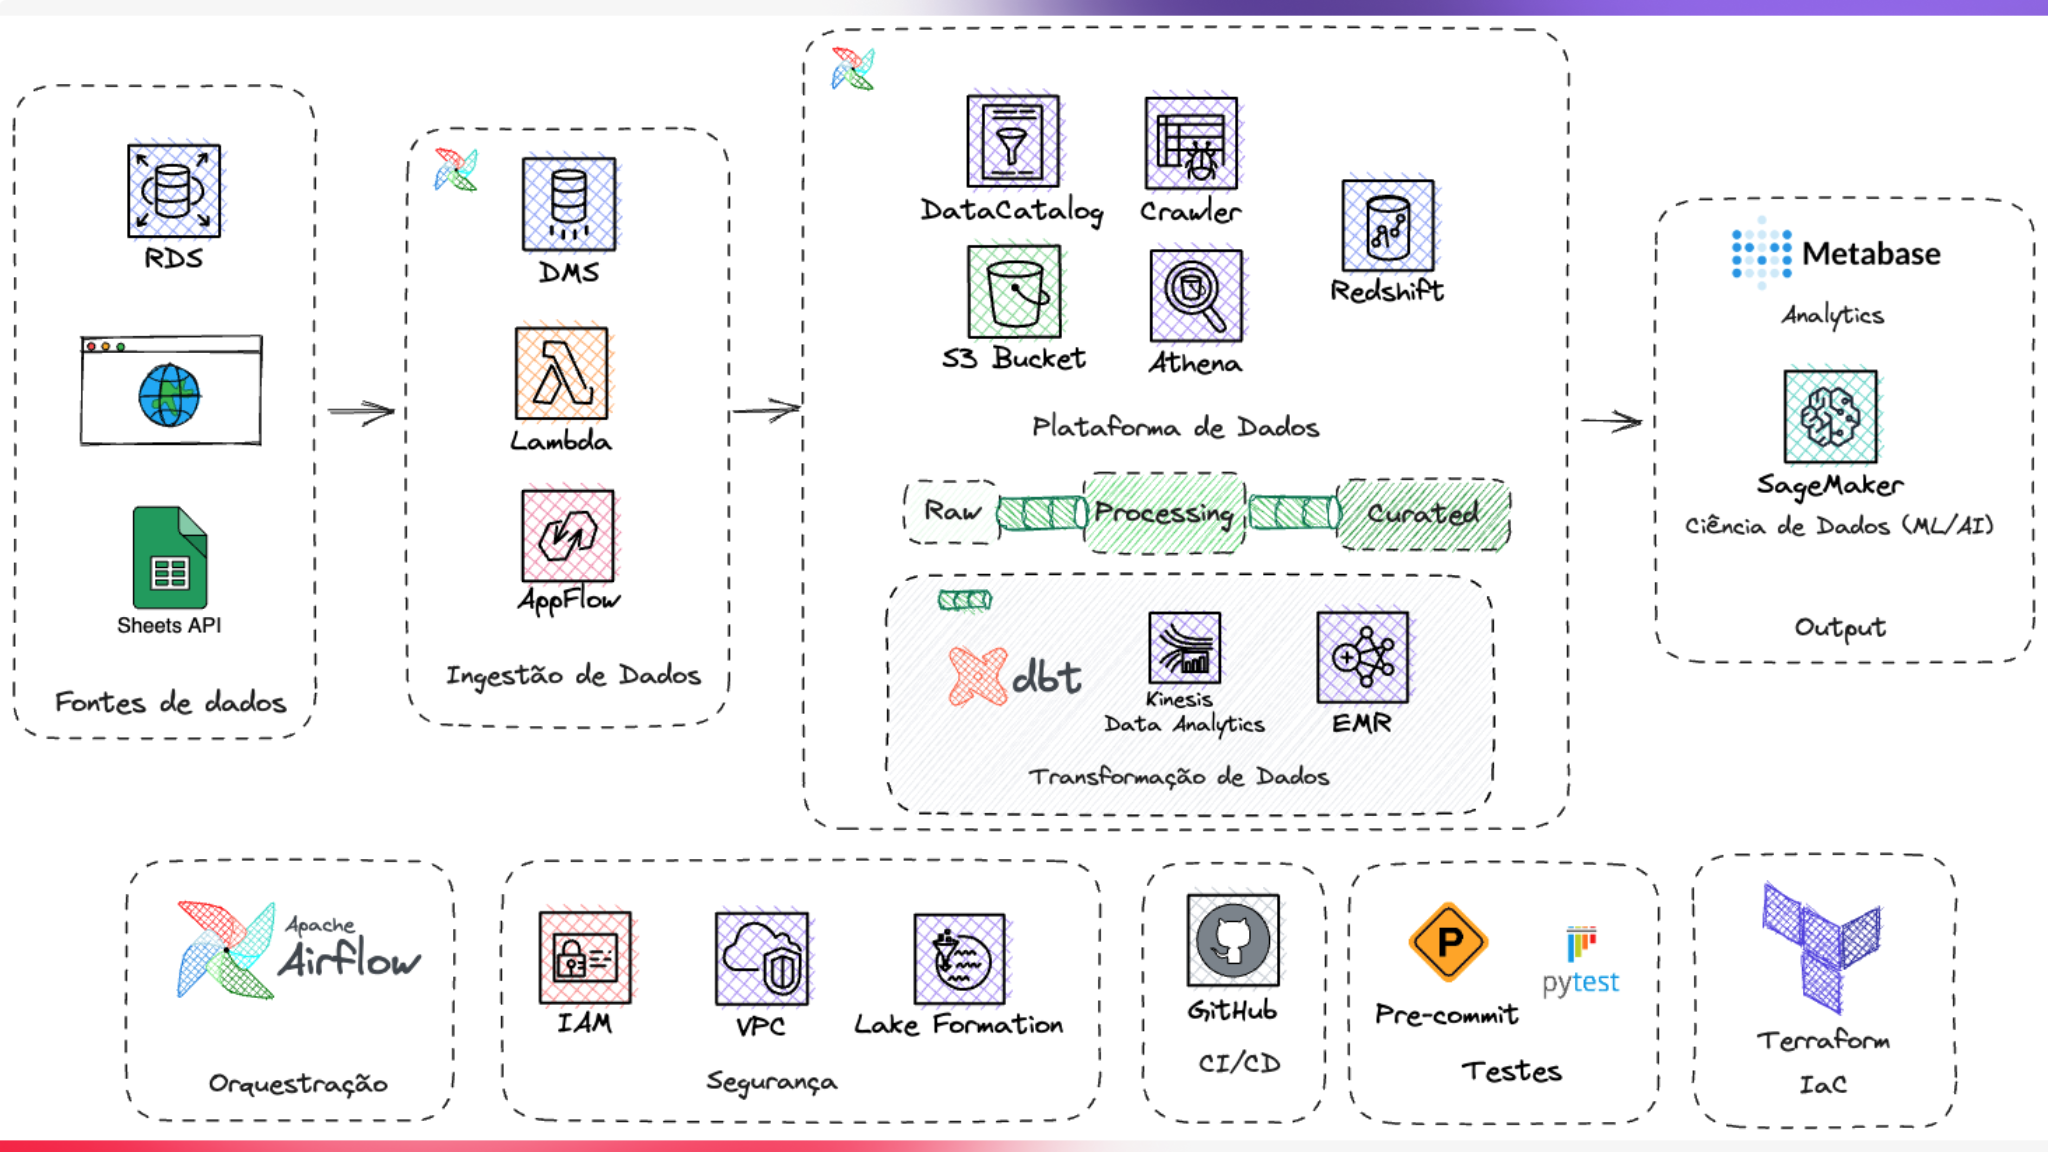 RDS
Sheets API
Fontes de dados
DMS
Lambda
AppFlow
Ingestão de Dados
DataCatalog
Crawler
S3 Bucket
Athena
Redshift
Plataforma de Dados
Raw
Processing
Curated
dbt
Kinesis
Data Analytics
EMR
Transformação de Dados
Metabase
Analytics
SageMaker
Ciência de Dados (ML/AI)
Output
Apache
Airflow
Orquestração
IAM
VPC
Lake Formation
Segurança
GitHub
CI/CD
P
Pre-commit
pytest
Testes
Terraform
IaC